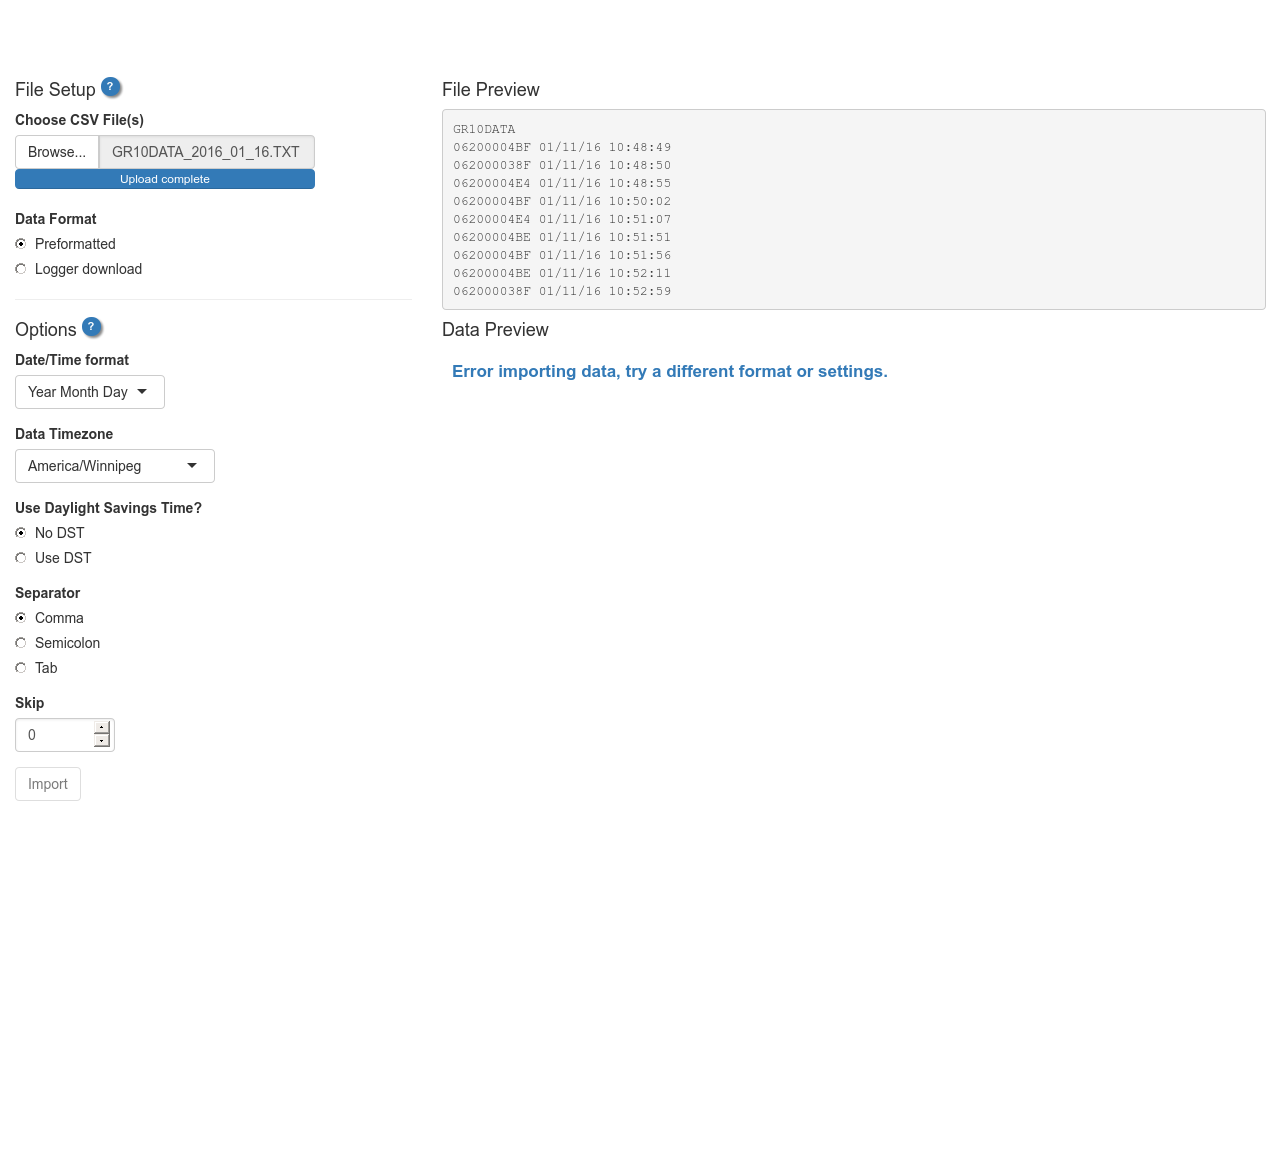 File Setup ?
Choose CSV File(s)
Browse... GR10DATA_2016_01_16.TXT
Upload complete
Data Format
Preformatted
Logger download
Options ?
Date/Time format
Year Month Day
Data Timezone
America/Winnipeg
Use Daylight Savings Time?
No DST
Use DST
Separator
Comma
Semicolon
Tab
Skip
0
Import
File Preview
GR10DATA
06200004BF 01/11/16 10:48:49
062000038F 01/11/16 10:48:50
06200004E4 01/11/16 10:48:55
06200004BF 01/11/16 10:50:02
06200004E4 01/11/16 10:51:07
06200004BE 01/11/16 10:51:51
06200004BF 01/11/16 10:51:56
06200004BE 01/11/16 10:52:11
062000038F 01/11/16 10:52:59
Data Preview
Error importing data, try a different format or settings.